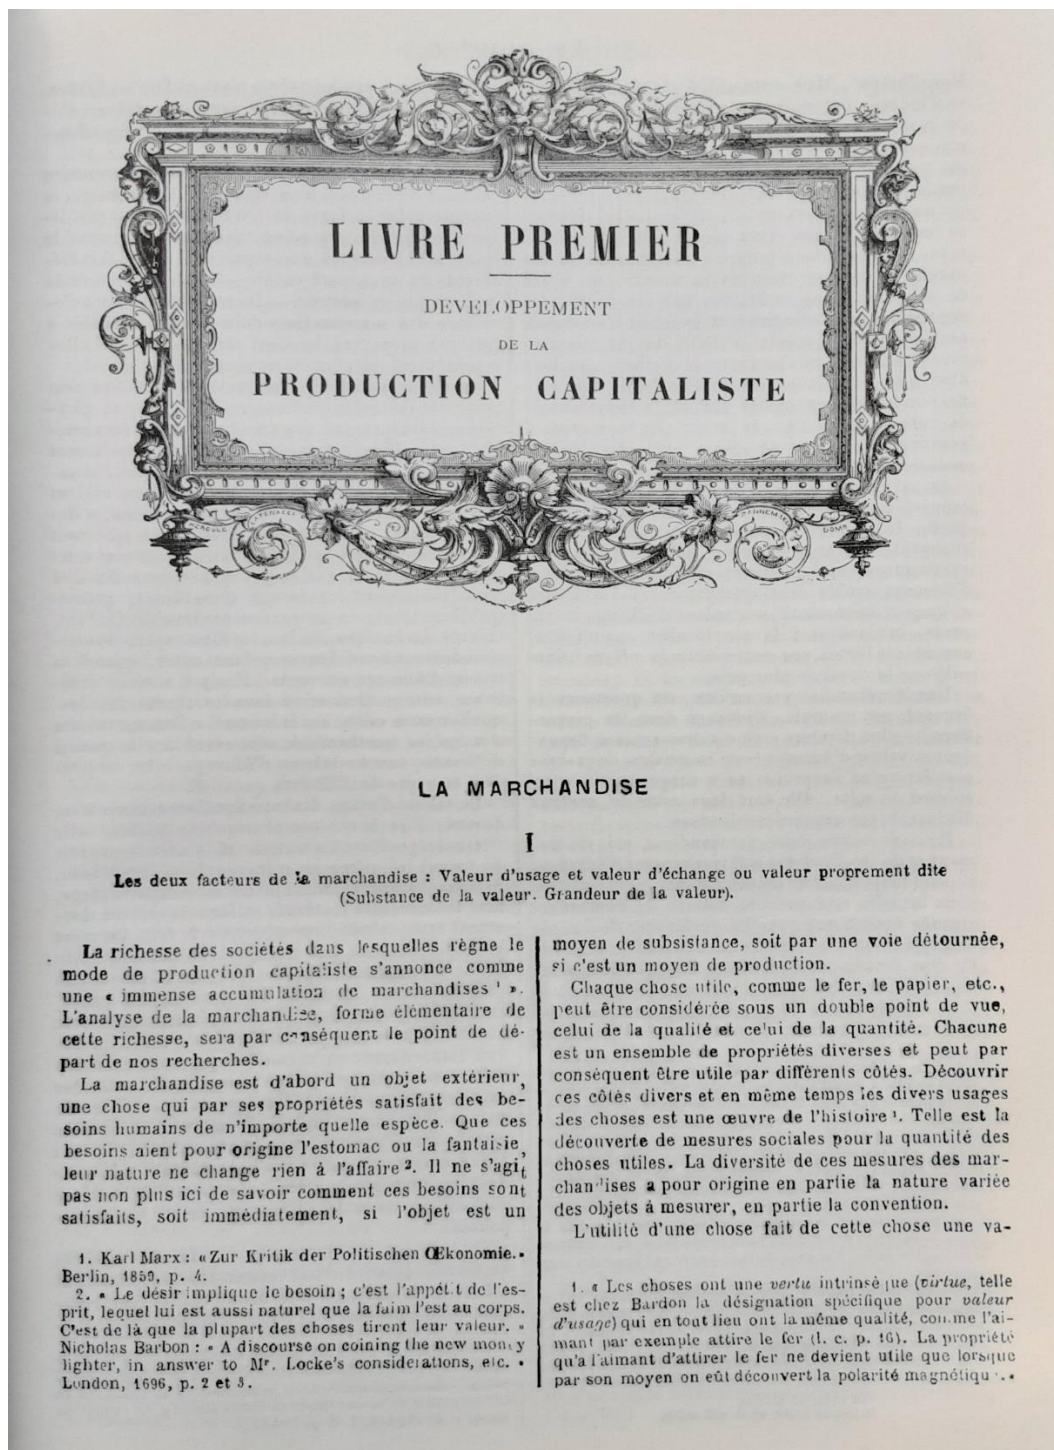 LIVRE PREMIER
DEVELOPPEMENT
DE LA
PRODUCTION CAPITALISTE
LA MARCHANDISE
I
Les deux facteurs de la marchandise : Valeur d'usage et valeur d'échange ou valeur proprement dite
(Substance de la valeur. Grandeur de la valeur).
La richesse des sociétés dans lesquelles règne le
mode de production capitaliste s'annonce comme
une « immense accumulation de marchandises ¹ ».
L'analyse de la marchandise, forme élémentaire de
cette richesse, sera par conséquent le point de dé-
part de nos recherches.
La marchandise est d'abord un objet extérieur,
une chose qui par ses propriétés satisfait des be-
soins humains de n'importe quelle espèce. Que ces
besoins aient pour origine l'estomac ou la fantaisie,
leur nature ne change rien à l'affaire ². Il ne s'agit
pas non plus ici de savoir comment ces besoins sont
satisfaits, soit immédiatement, si l'objet est un
1. Karl Marx : « Zur Kritik der Politischen Œkonomie. »
Berlin, 1859, p. 4.
2. « Le désir implique le besoin ; c'est l'appétit de l'es-
prit, lequel lui est aussi naturel que la faim l'est au corps.
C'est de là que la plupart des choses tirent leur valeur. »
Nicholas Barbon : « A discourse on coining the new money
lighter, in answer to Mr. Locke's considerations, etc. »
London, 1696, p. 2 et 3.
moyen de subsistance, soit par une voie détournée,
si c'est un moyen de production.
Chaque chose utile, comme le fer, le papier, etc.,
peut être considérée sous un double point de vue,
celui de la qualité et celui de la quantité. Chacune
est un ensemble de propriétés diverses et peut par
conséquent être utile par différents côtés. Découvrir
ces côtés divers et en même temps les divers usages
des choses est une œuvre de l'histoire ¹. Telle est la
découverte de mesures sociales pour la quantité des
choses utiles. La diversité de ces mesures des mar-
chandises a pour origine en partie la nature variée
des objets à mesurer, en partie la convention.
L'utilité d'une chose fait de cette chose une va-
1. « Les choses ont une vertu intrinsèque (virtue, telle
est chez Bardon la désignation spécifique pour valeur
d'usage) qui en tout lieu ont la même qualité, comme l'ai-
mant par exemple attire le fer (l. c. p. 16). La propriété
qu'a l'aimant d'attirer le fer ne devient utile que lorsque
par son moyen on eût découvert la polarité magnétique. »